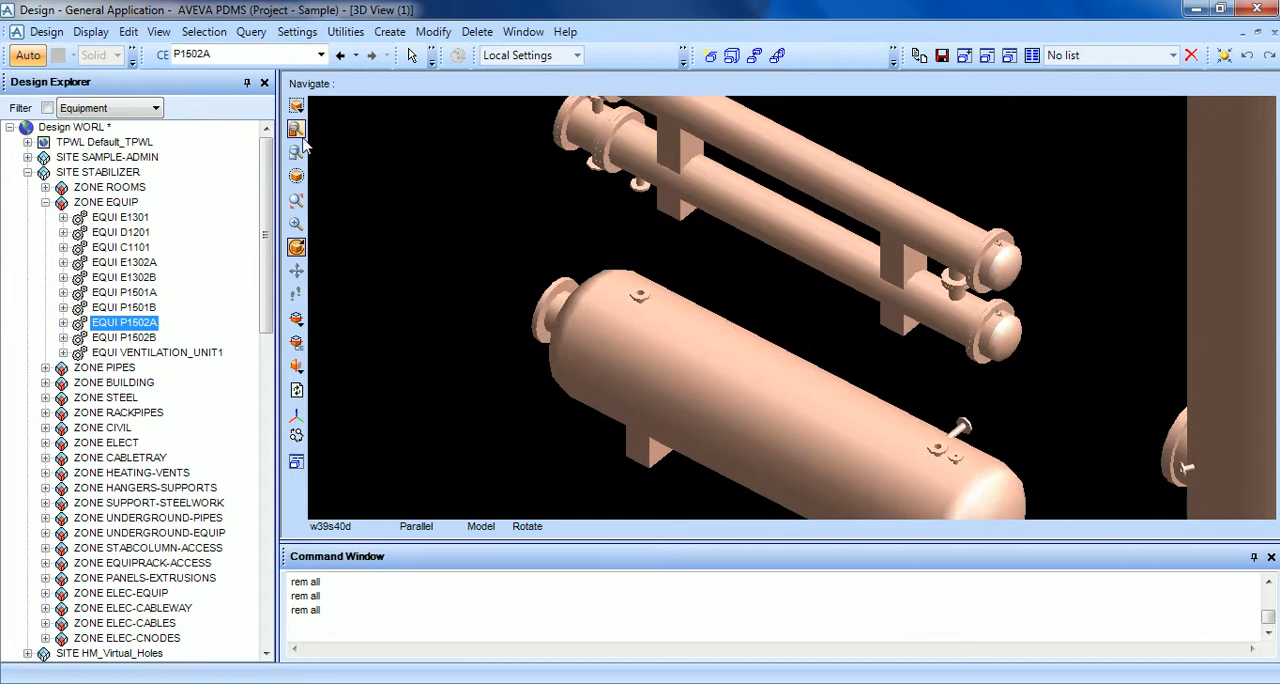 Design - General Application - AVEVA PDMS (Project - Sample) - [3D View (1)]
Design Display Edit View Selection Query Settings Utilities Create Modify Delete Window Help
Auto Solid CE P1502A Local Settings No list
Design Explorer
Navigate :
Filter Equipment
Design WORL *
TPWL Default_TPWL
SITE SAMPLE-ADMIN
SITE STABILIZER
ZONE ROOMS
ZONE EQUIP
EQUI E1301
EQUI D1201
EQUI C1101
EQUI E1302A
EQUI E1302B
EQUI P1501A
EQUI P1501B
EQUI P1502A
EQUI P1502B
EQUI VENTILATION_UNIT1
ZONE PIPES
ZONE BUILDING
ZONE STEEL
ZONE RACKPIPES
ZONE CIVIL
ZONE ELECT
ZONE CABLETRAY
ZONE HEATING-VENTS
ZONE HANGERS-SUPPORTS
ZONE SUPPORT-STEELWORK
ZONE UNDERGROUND-PIPES
ZONE UNDERGROUND-EQUIP
ZONE STABCOLUMN-ACCESS
ZONE EQUIPRACK-ACCESS
ZONE PANELS-EXTRUSIONS
ZONE ELEC-EQUIP
ZONE ELEC-CABLEWAY
ZONE ELEC-CABLES
ZONE ELEC-CNODES
SITE HM_Virtual_Holes
w39s40d Parallel Model Rotate
Command Window
rem all
rem all
rem all